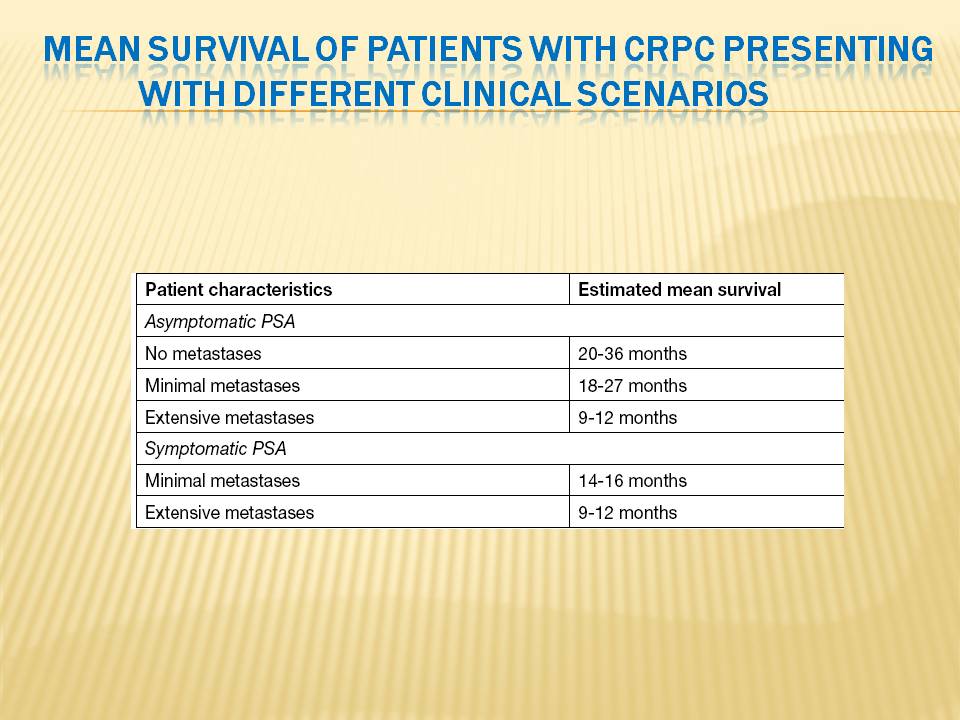 MEAN SURVIVAL OF PATIENTS WITH CRPC PRESENTING
WITH DIFFERENT CLINICAL SCENARIOS
Patient characteristics Estimated mean survival
Asymptomatic PSA
No metastases 20-36 months
Minimal metastases 18-27 months
Extensive metastases 9-12 months
Symptomatic PSA
Minimal metastases 14-16 months
Extensive metastases 9-12 months